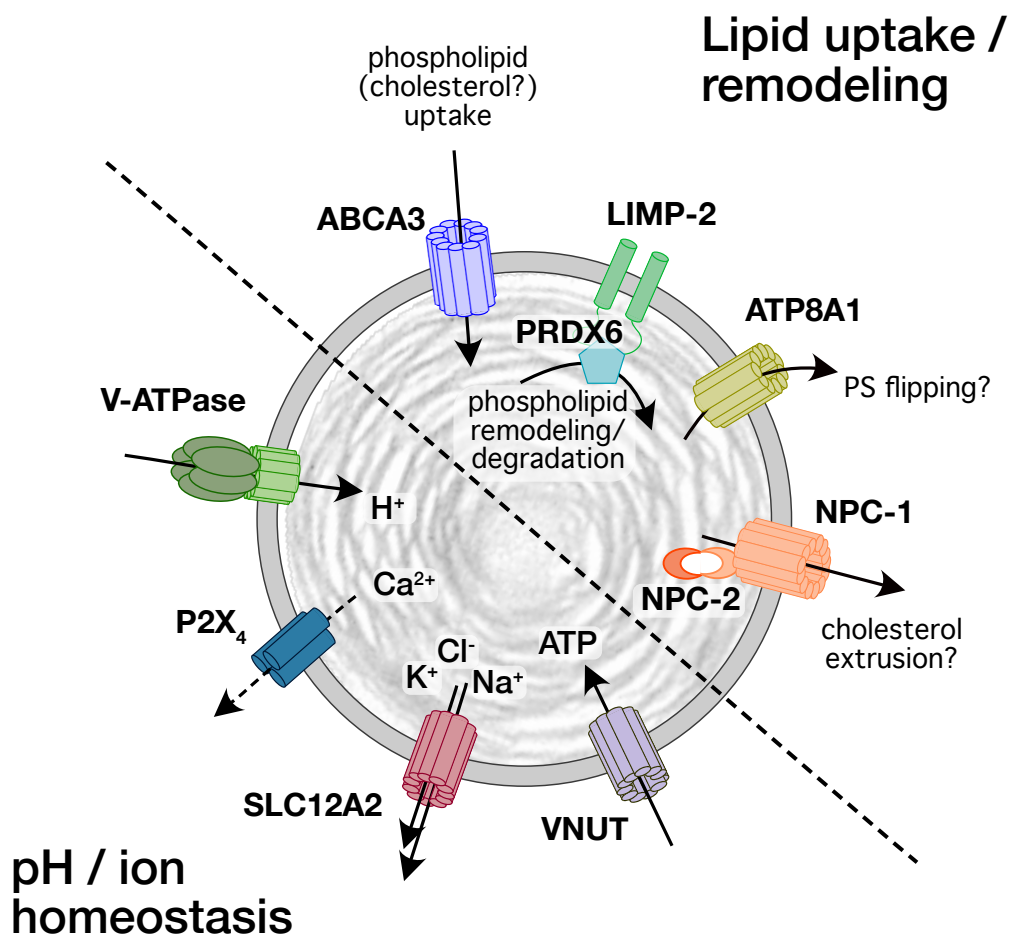 Lipid uptake /
remodeling
phospholipid
(cholesterol?)
uptake
ABCA3
LIMP-2
PRDX6
ATP8A1
PS flipping?
phospholipid
remodeling/
degradation
V-ATPase
H⁺
NPC-1
NPC-2
cholesterol
extrusion?
Ca²⁺
P2X₄
Cl⁻
K⁺
Na⁺
ATP
SLC12A2
VNUT
pH / ion
homeostasis